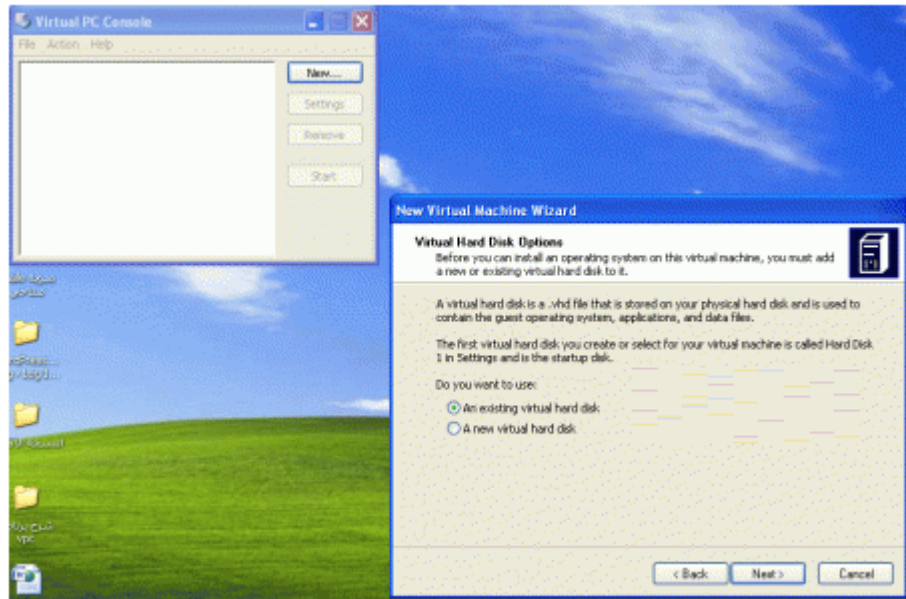 Virtual PC Console
File Action Help
New...
Settings
Remove
Start
New Virtual Machine Wizard
Virtual Hard Disk Options
Before you can install an operating system on this virtual machine, you must add
a new or existing virtual hard disk to it.
A virtual hard disk is a .vhd file that is stored on your physical hard disk and is used to
contain the guest operating system, applications, and data files.
The first virtual hard disk you create or select for your virtual machine is called Hard Disk
1 in Settings and is the startup disk.
Do you want to use:
An existing virtual hard disk
A new virtual hard disk
< Back Next > Cancel
vpc